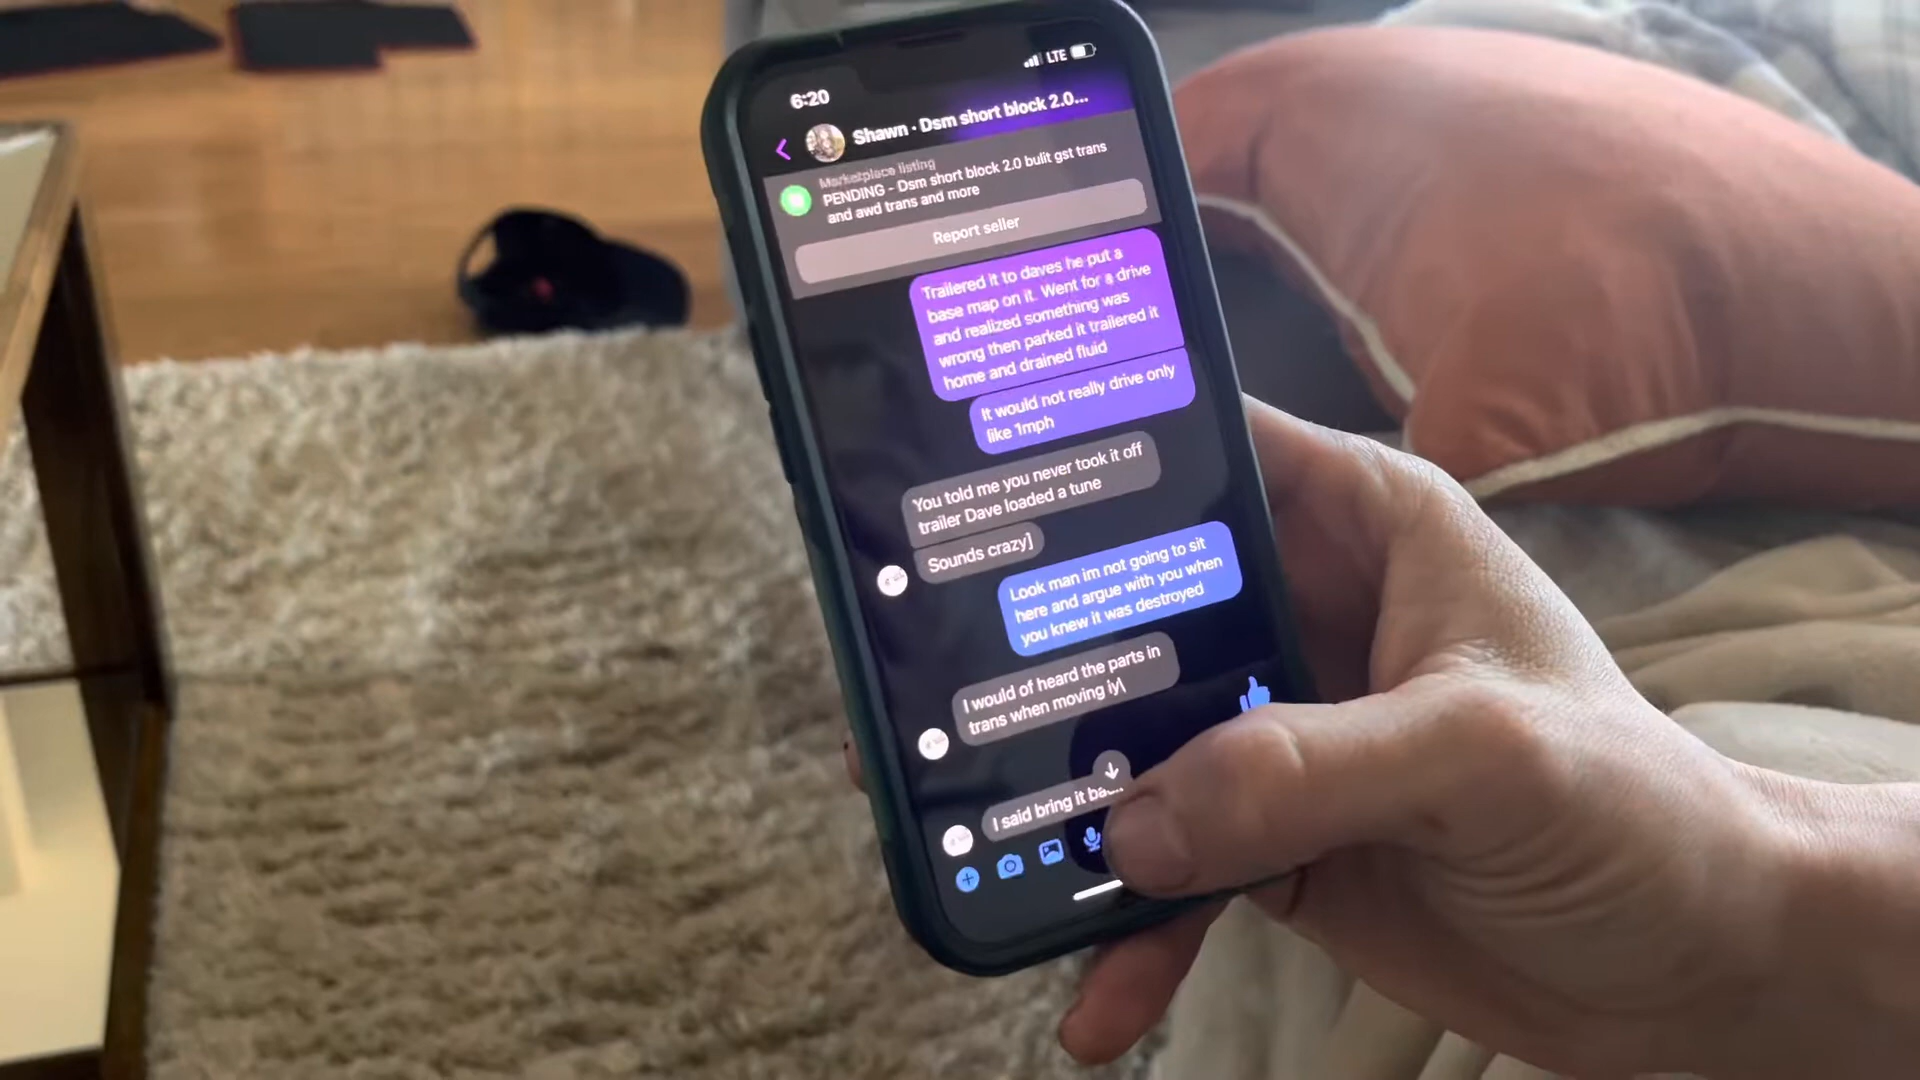 6:20
LTE
Shawn · Dsm short block 2.0...
Marketplace listing
PENDING - Dsm short block 2.0 bulit gst trans
and awd trans and more
Report seller
Trailered it to daves he put a
base map on it. Went for a drive
and realized something was
wrong then parked it trailered it
home and drained fluid
It would not really drive only
like 1mph
You told me you never took it off
trailer Dave loaded a tune
Sounds crazy]
Look man im not going to sit
here and argue with you when
you knew it was destroyed
I would of heard the parts in
trans when moving iy\
I said bring it